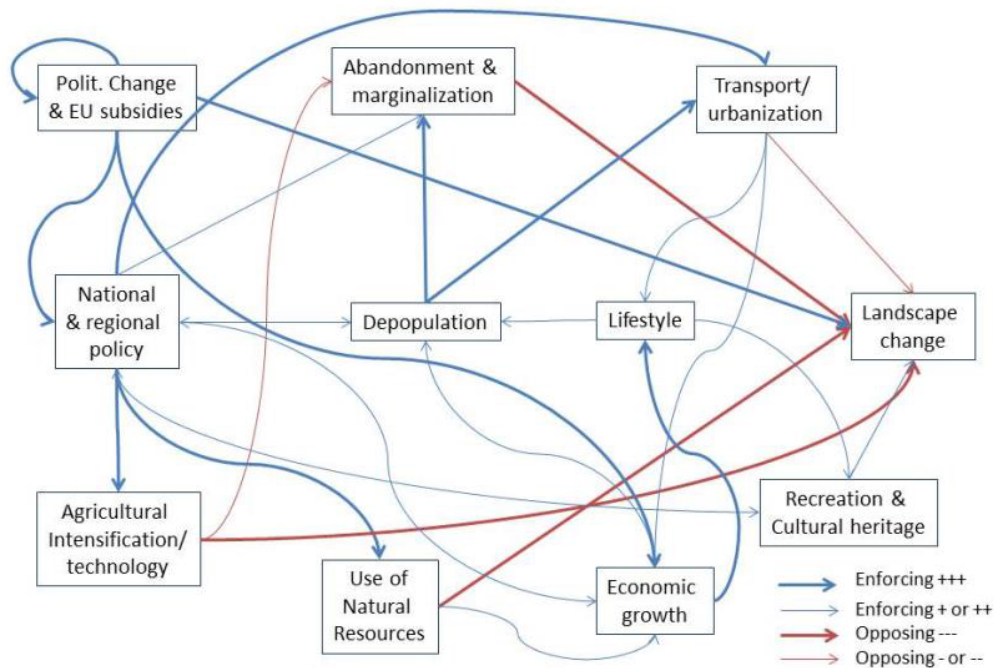 Polit. Change
& EU subsidies
Abandonment &
marginalization
Transport/
urbanization
National
& regional
policy
Depopulation
Lifestyle
Landscape
change
Agricultural
Intensification/
technology
Use of
Natural
Resources
Economic
growth
Recreation &
Cultural heritage
Enforcing +++
Enforcing + or ++
Opposing ---
Opposing - or --